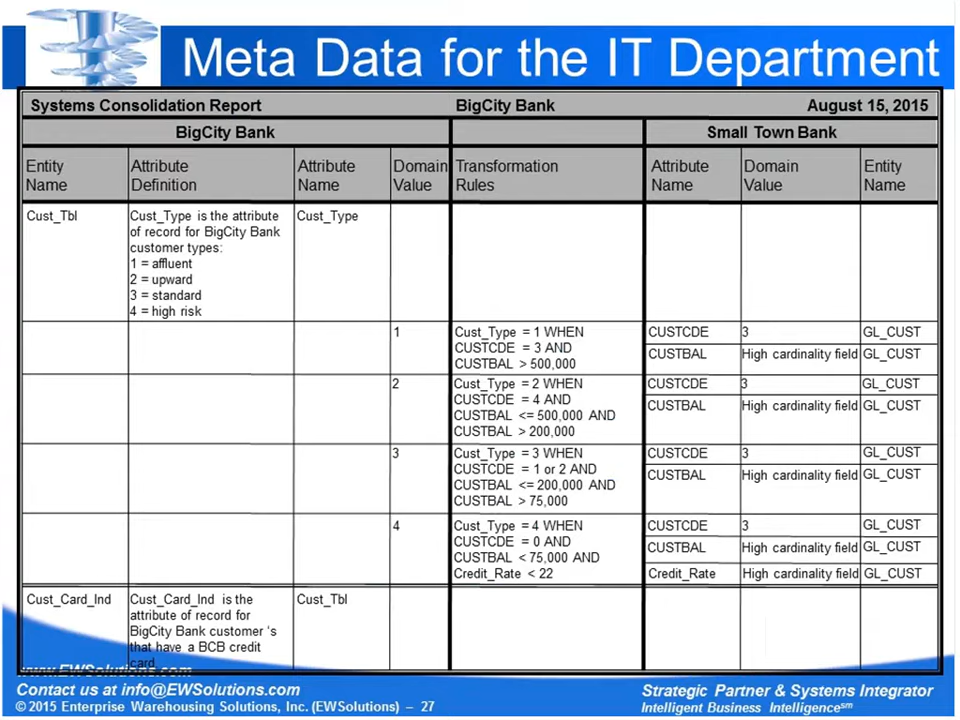 Meta Data for the IT Department
Systems Consolidation Report BigCity Bank August 15, 2015
BigCity Bank Small Town Bank
Entity Name Attribute Definition Attribute Name Domain Value Transformation Rules Attribute Name Domain Value Entity Name
Cust_Tbl Cust_Type is the attribute Cust_Type
of record for BigCity Bank
customer types:
1 = affluent
2 = upward
3 = standard
4 = high risk
1 Cust_Type = 1 WHEN CUSTCDE 3 GL_CUST
CUSTCDE = 3 AND CUSTBAL High cardinality field GL_CUST
CUSTBAL > 500,000
2 Cust_Type = 2 WHEN CUSTCDE 3 GL_CUST
CUSTCDE = 4 AND CUSTBAL High cardinality field GL_CUST
CUSTBAL <= 500,000 AND
CUSTBAL > 200,000
3 Cust_Type = 3 WHEN CUSTCDE 3 GL_CUST
CUSTCDE = 1 or 2 AND CUSTBAL High cardinality field GL_CUST
CUSTBAL <= 200,000 AND
CUSTBAL > 75,000
4 Cust_Type = 4 WHEN CUSTCDE 3 GL_CUST
CUSTCDE = 0 AND CUSTBAL High cardinality field GL_CUST
CUSTBAL < 75,000 AND
Credit_Rate < 22 Credit_Rate High cardinality field GL_CUST
Cust_Card_Ind Cust_Card_Ind is the Cust_Tbl
attribute of record for
BigCity Bank customer 's
that have a BCB credit
card
www.EWSolutions.com
Contact us at info@EWSolutions.com Strategic Partner & Systems Integrator
© 2015 Enterprise Warehousing Solutions, Inc. (EWSolutions) – 27 Intelligent Business Intelligence℠